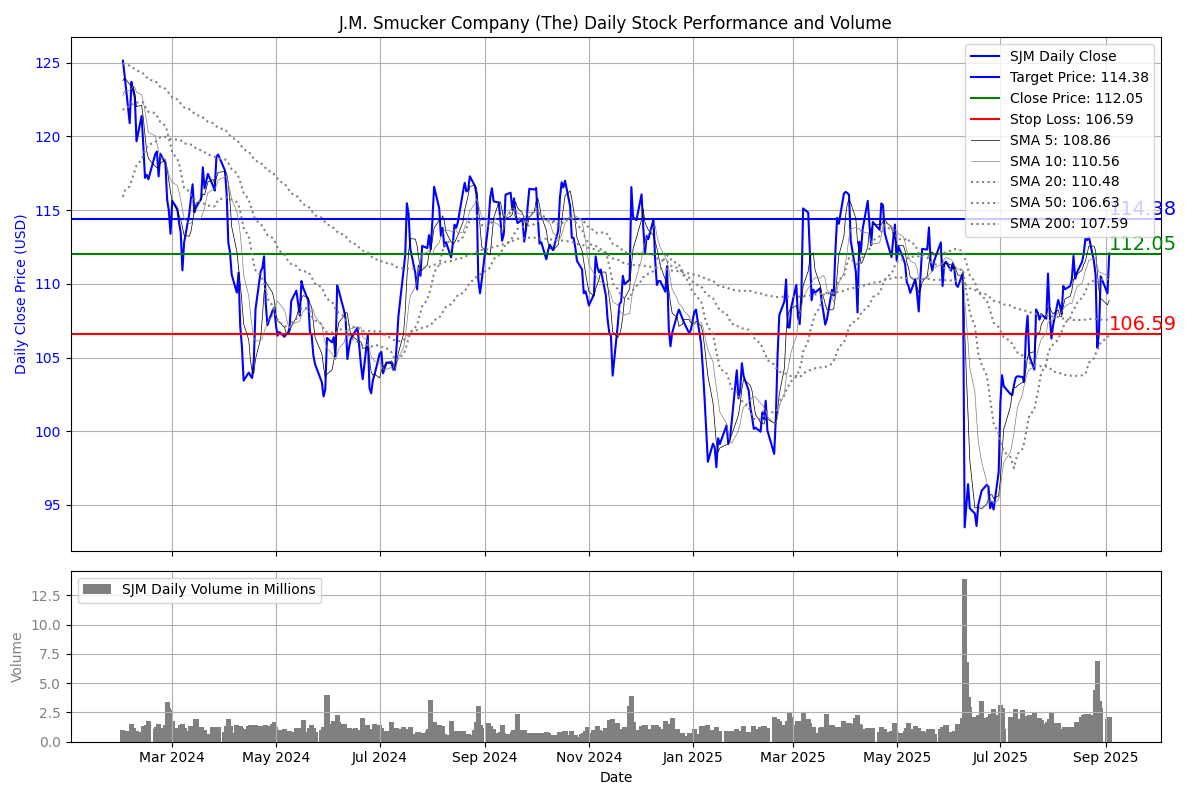 J.M. Smucker Company (The) Daily Stock Performance and Volume
Daily Close Price (USD)
125
120
115
110
105
100
95
SJM Daily Close
Target Price: 114.38
Close Price: 112.05
Stop Loss: 106.59
SMA 5: 108.86
SMA 10: 110.56
SMA 20: 110.48
SMA 50: 106.63
SMA 200: 107.59
114.38
112.05
106.59
SJM Daily Volume in Millions
Volume
12.5
10.0
7.5
5.0
2.5
0.0
Mar 2024 May 2024 Jul 2024 Sep 2024 Nov 2024 Jan 2025 Mar 2025 May 2025 Jul 2025 Sep 2025
Date